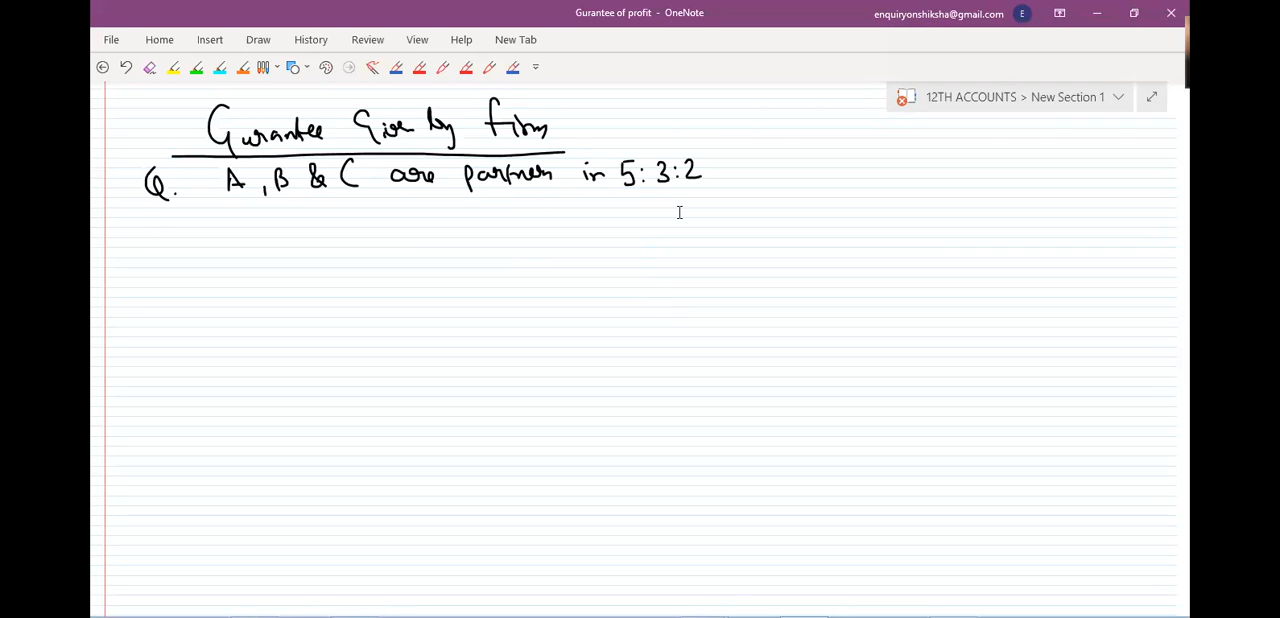 Gurantee of profit - OneNote
enquiryonshiksha@gmail.com
E
File Home Insert Draw History Review View Help New Tab
12TH ACCOUNTS > New Section 1
Gurantee Given by firm
Q. A, B & C are partners in 5:3:2